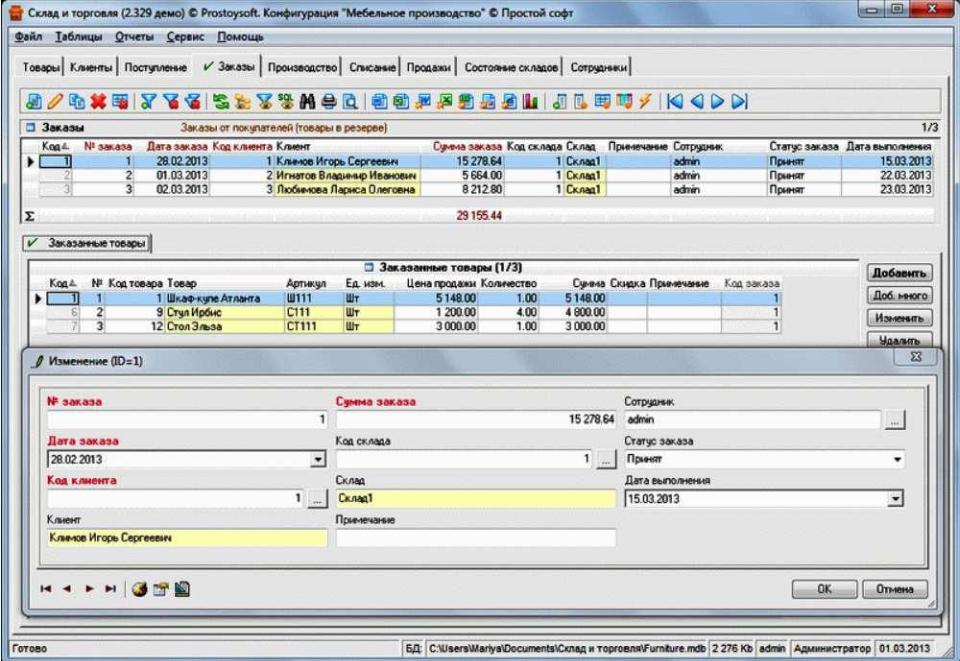 Склад и торговля (2.329 демо) © Prostoysoft. Конфигурация "Мебельное производство" © Простой софт
Файл Таблицы Отчеты Сервис Помощь
Товары Клиенты Поступление Заказы Производство Списание Продажи Состояние складов Сотрудники
SQL
Заказы Заказы от покупателей (товары в резерве) 1/3
Код № заказа Дата заказа Код клиента Клиент Сумма заказа Код склада Склад Примечание Сотрудник Статус заказа Дата выполнения
1 1 28.02.2013 1 Климов Игорь Сергеевич 15 278.64 1 Склад1 admin Принят 15.03.2013
2 2 01.03.2013 2 Игнатов Владимир Иванович 5 664.00 1 Склад1 admin Принят 22.03.2013
3 3 02.03.2013 3 Любимова Лариса Олеговна 8 212.80 1 Склад1 admin Принят 23.03.2013
Σ 29 155.44
Заказанные товары
Заказанные товары (1/3)
Код № Код товара Товар Артикул Ед. изм. Цена продажи Количество Сумма Скидка Примечание Код заказа
1 1 1 Шкаф-купе Атланта Ш111 Шт 5 148.00 1.00 5 148.00 1
6 2 9 Стул Ирбис С111 Шт 1 200.00 4.00 4 800.00 1
7 3 12 Стол Эльза СТ111 Шт 3 000.00 1.00 3 000.00 1
Добавить
Доб. много
Изменить
Удалить
Изменение (ID=1)
№ заказа Сумма заказа Сотрудник
1 15 278.64 admin ...
Дата заказа Код склада Статус заказа
28.02.2013 1 ... Принят
Код клиента Склад Дата выполнения
1 ... Склад1 15.03.2013
Клиент Примечание
Климов Игорь Сергеевич
OK Отмена
Готово БД: C:\Users\Mariya\Documents\Склад и торговля\Furniture.mdb 2 276 Kb admin Администратор 01.03.2013